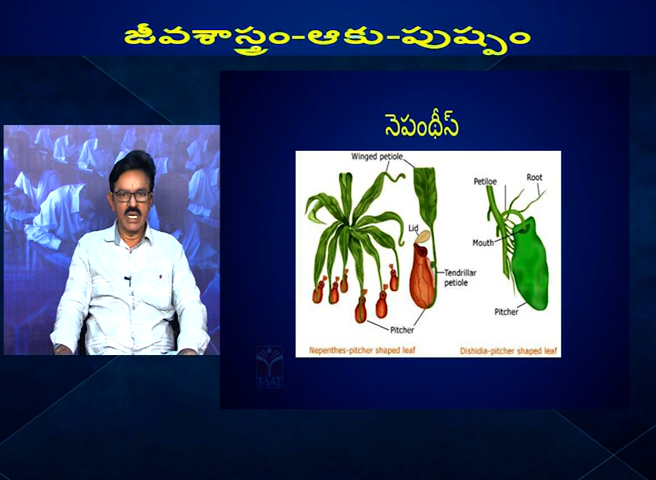 జీవశాస్త్రం-ఆకు-పుష్పం
నెపంథీస్
Winged petiole
Lid
Tendrillar
petiole
Pitcher
Nepenthes-pitcher shaped leaf
Petiloe
Root
Mouth
Pitcher
Dishidia-pitcher shaped leaf
T-SAT